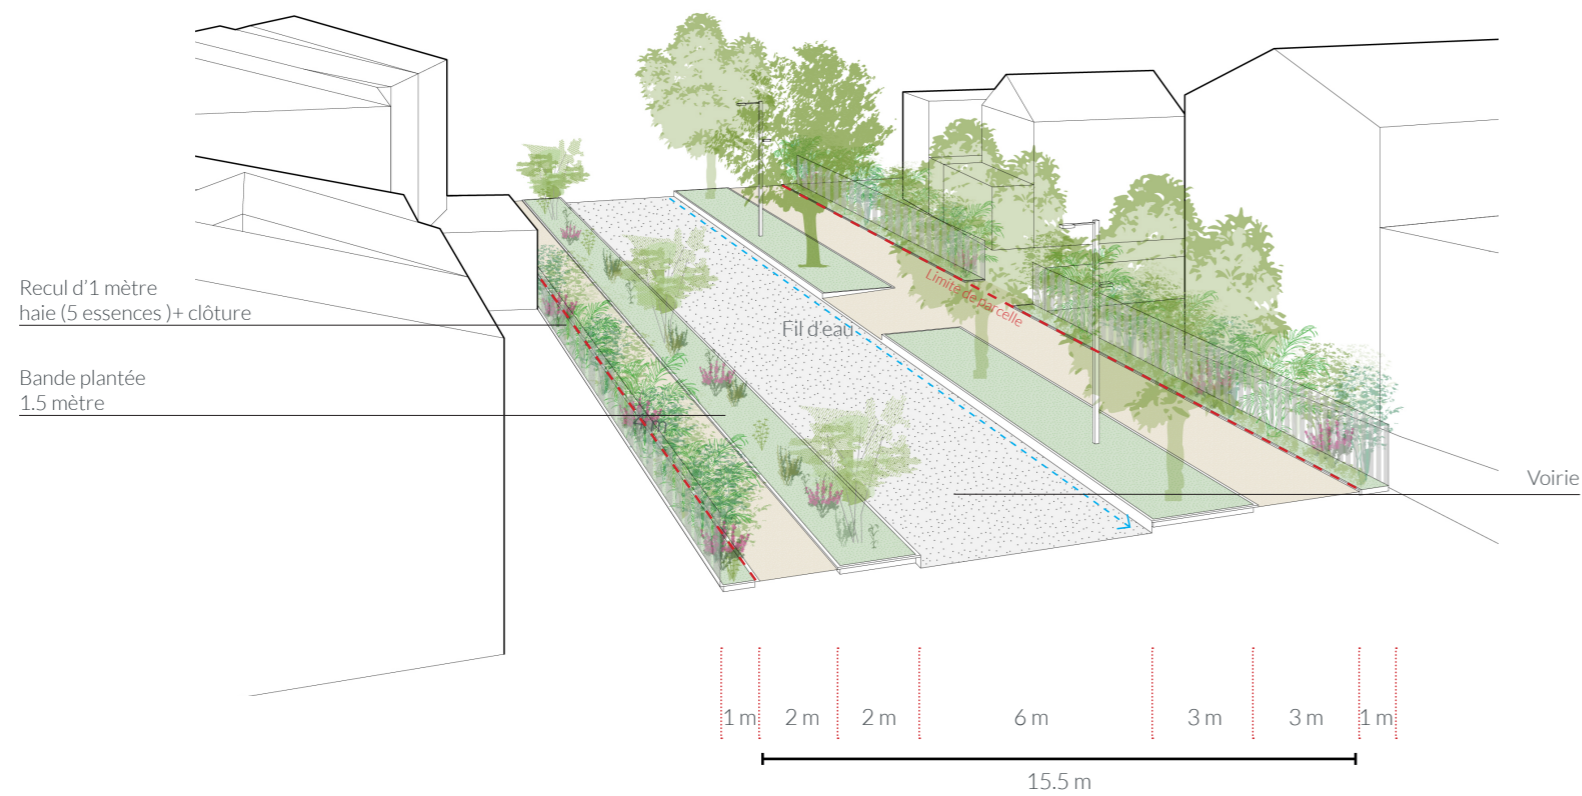 Limite de parcelle
Recul d'1 mètre
haie (5 essences )+ clôture
Fil d'eau
Bande plantée
1.5 mètre
Voirie
1 m
2 m
2 m
6 m
3 m
3 m
1 m
15.5 m